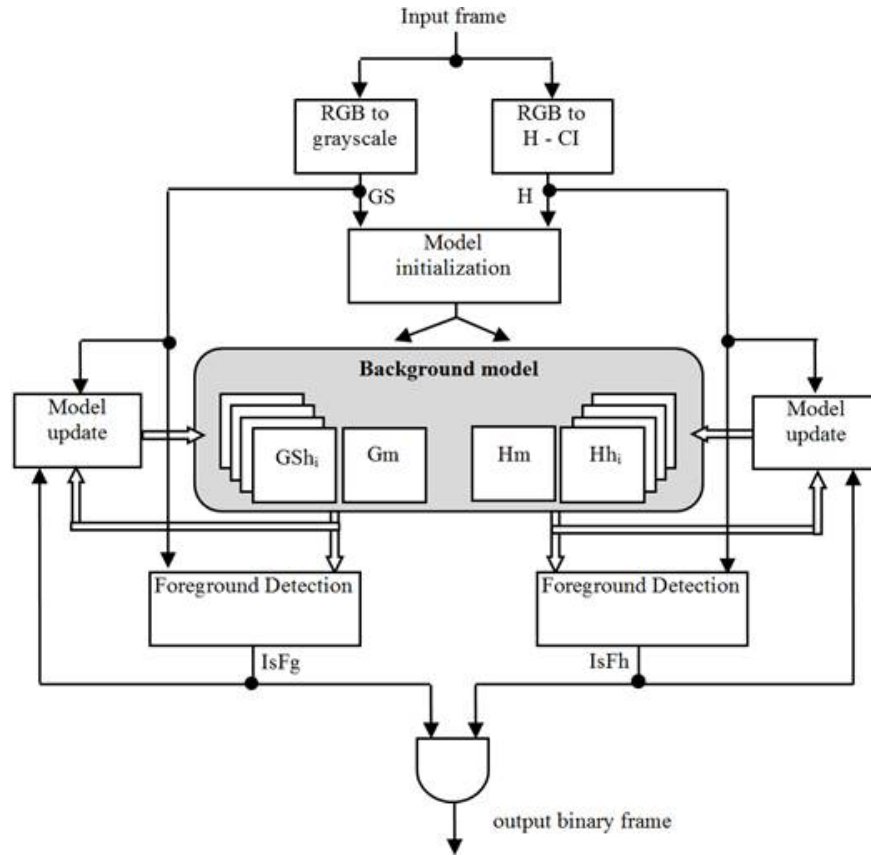 Input frame
RGB to
grayscale
RGB to
H - CI
GS
H
Model
initialization
Background model
Model
update
GShᵢ
Gm
Hm
Hhᵢ
Model
update
Foreground Detection
Foreground Detection
IsFg
IsFh
output binary frame